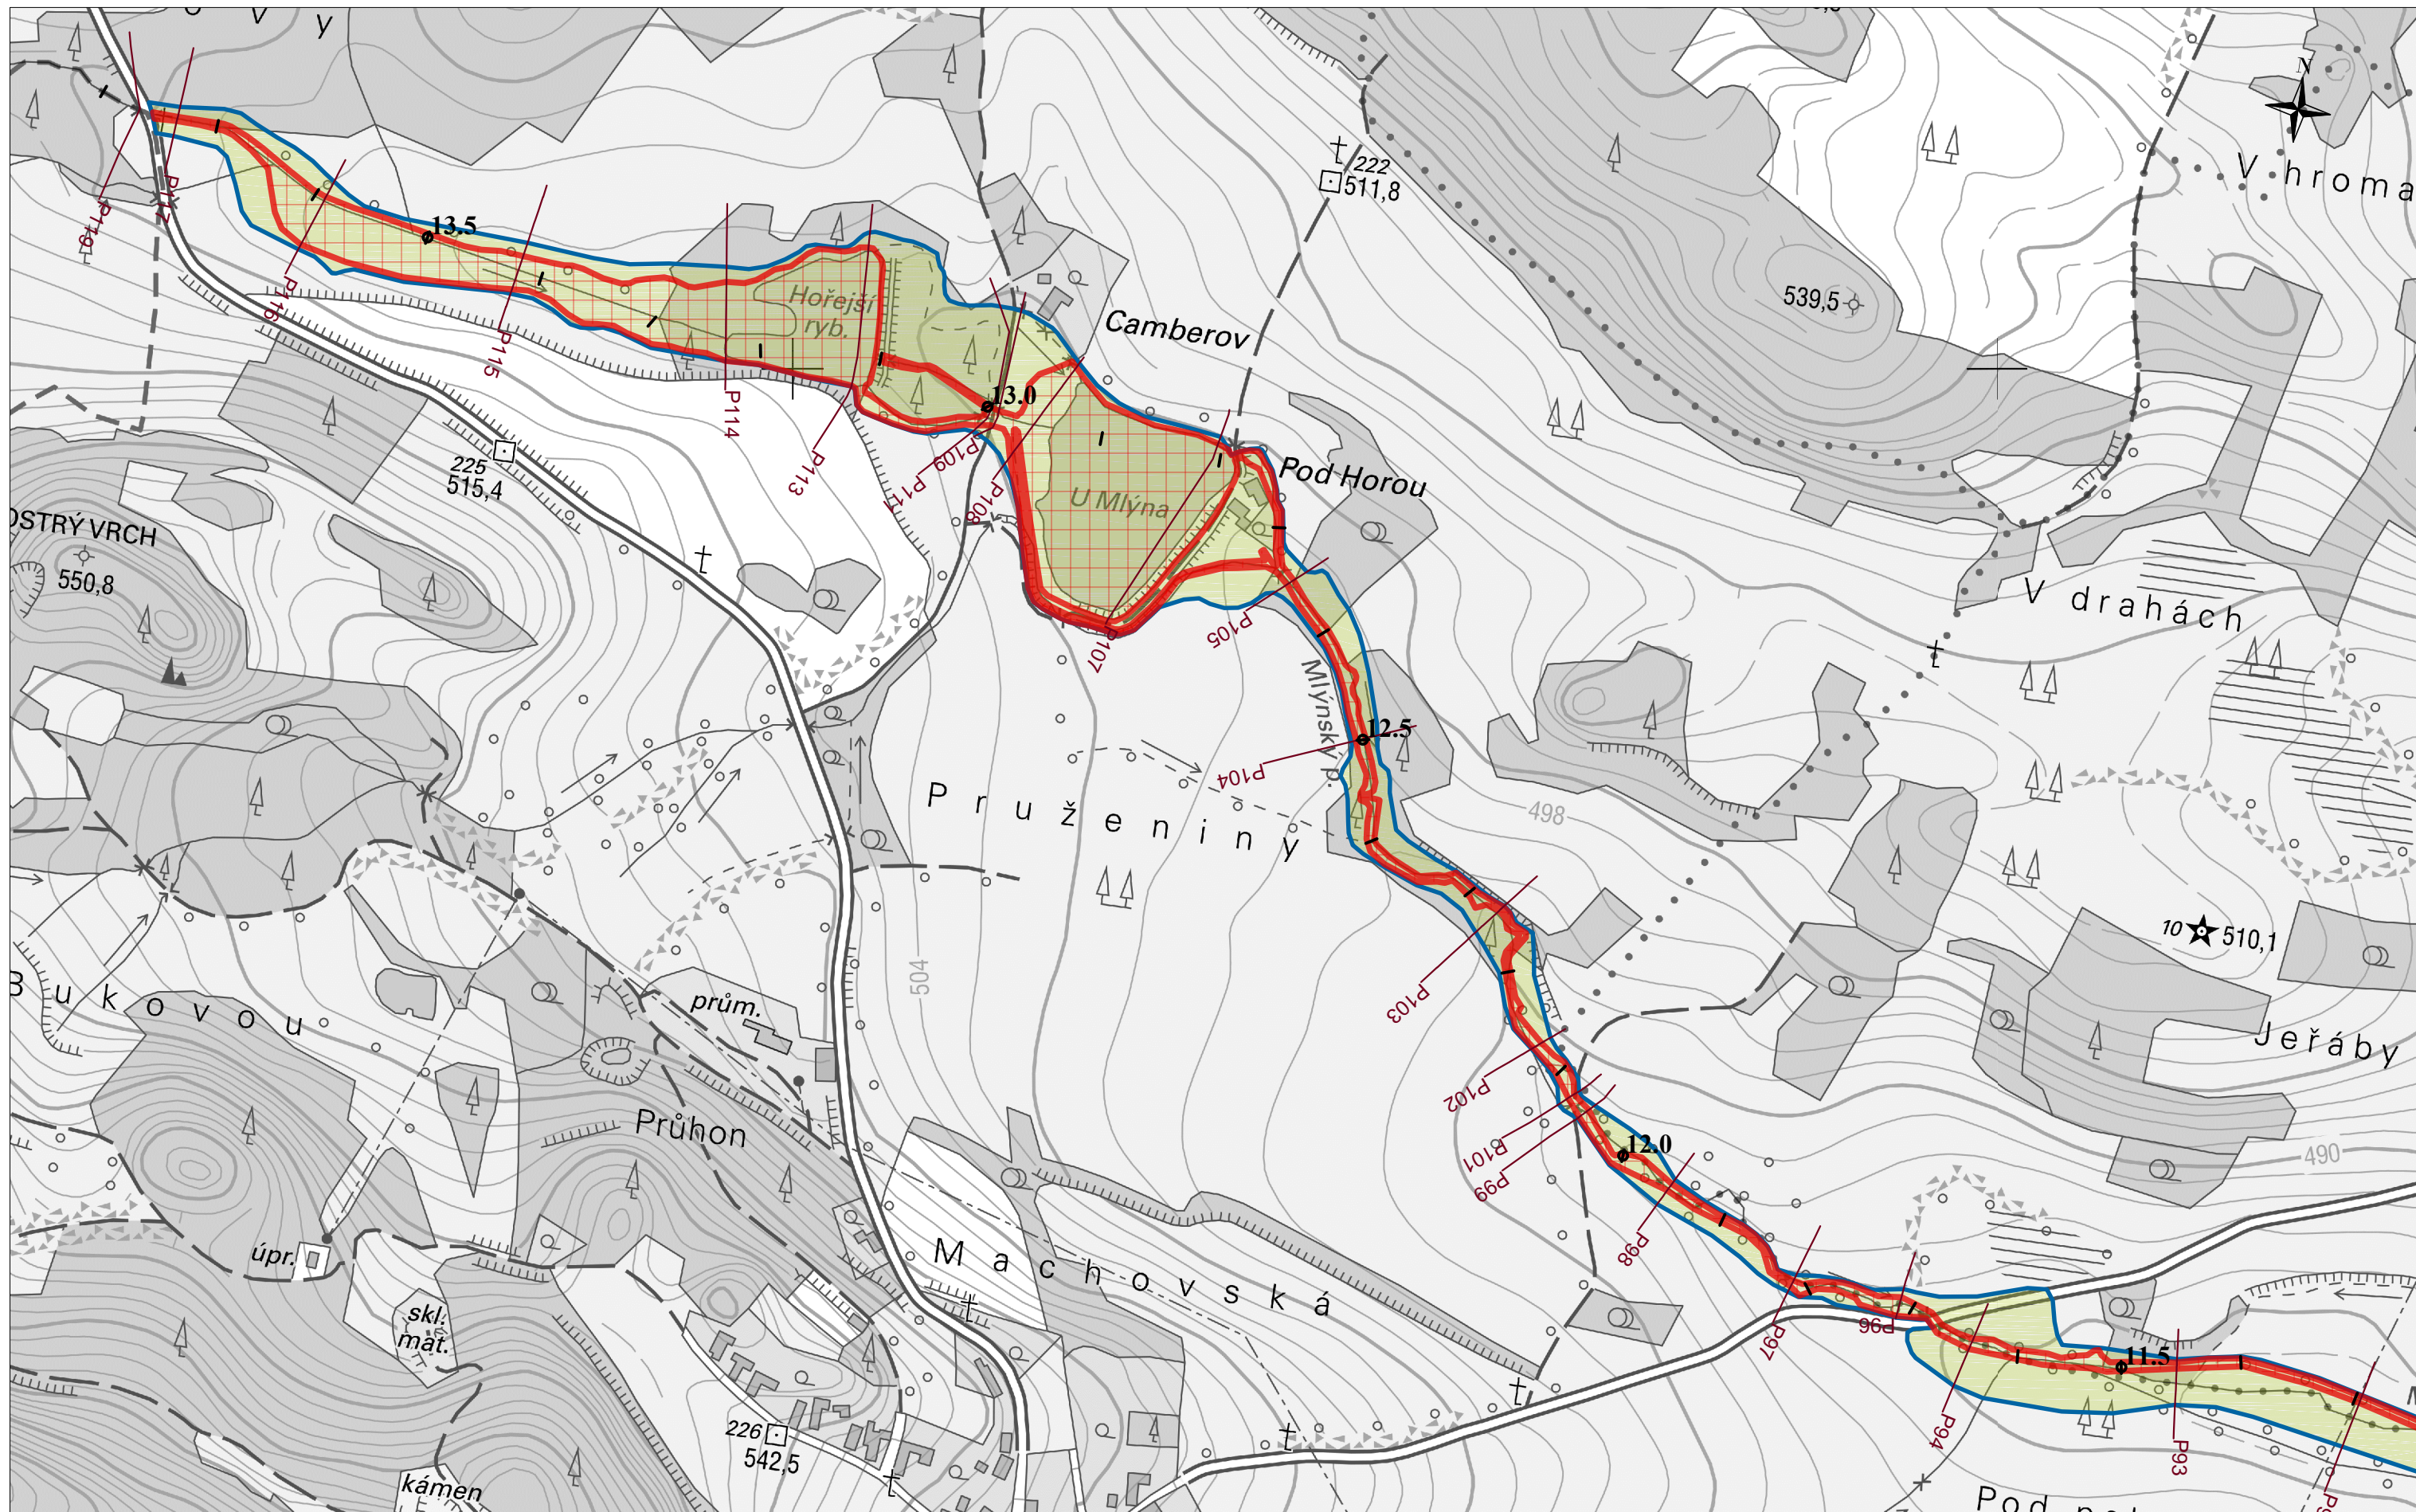 o v y
N
V hroma
222
511,8
P119
P117
13.5
539,5
P116
Hořejší
ryb.
Camberov
P115
13.0
P114
225
515,4
P113
P109
P111
P108
Pod Horou
U Mlýna
OSTRÝ VRCH
550,8
V drahách
P105
P107
Mlýnský p.
12.5
P104
Pruženiny
498
10
510,1
504
Bukovou
prům.
P103
Jeřáby
Průhon
P102
P101
P99
12.0
490
P98
úpr.
Machovská
skl.
mat.
P97
P96
11.5
P94
P93
226
542,5
kámen